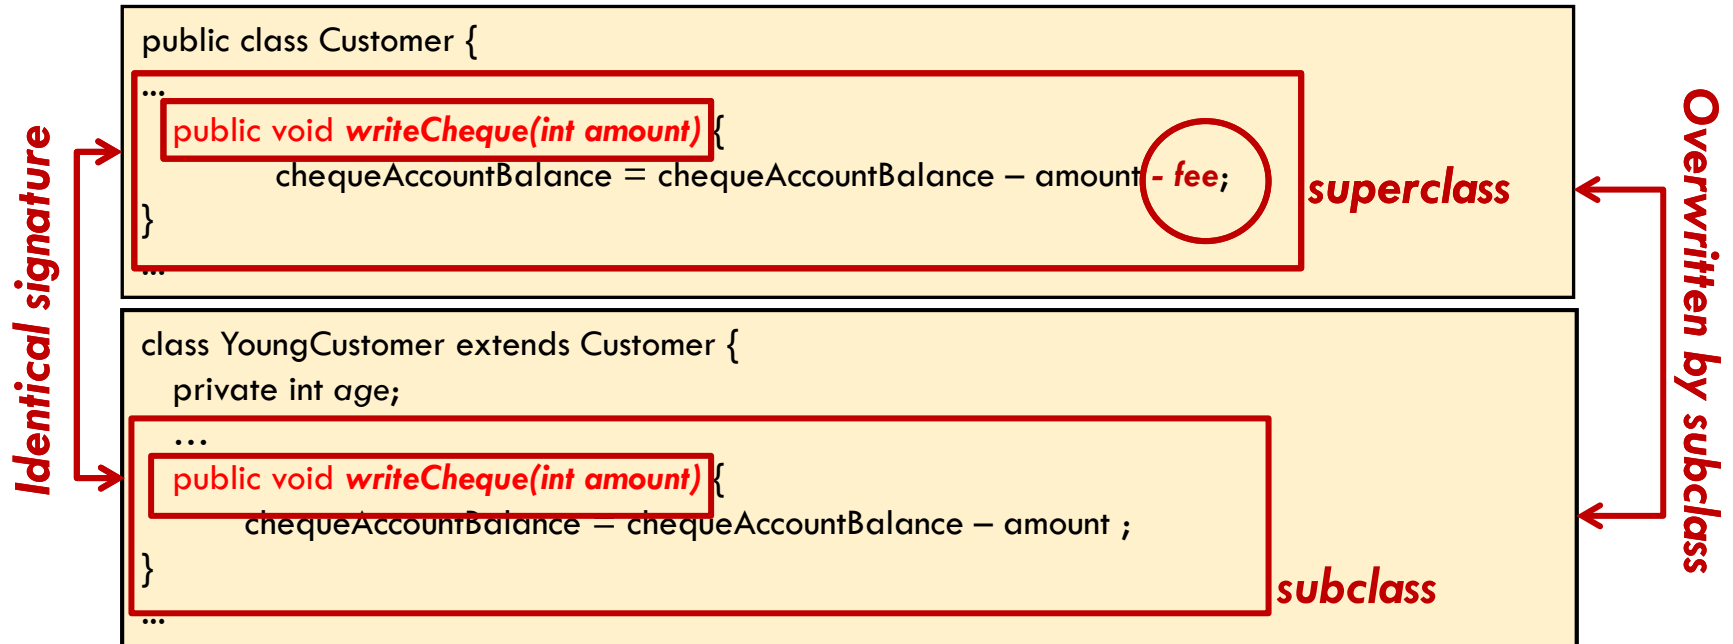 public class Customer {
...
public void writeCheque(int amount) {
chequeAccountBalance = chequeAccountBalance – amount - fee;
}
...
superclass
class YoungCustomer extends Customer {
private int age;
...
public void writeCheque(int amount) {
chequeAccountBalance = chequeAccountBalance – amount ;
}
...
subclass
Identical signature
Overwritten by subclass